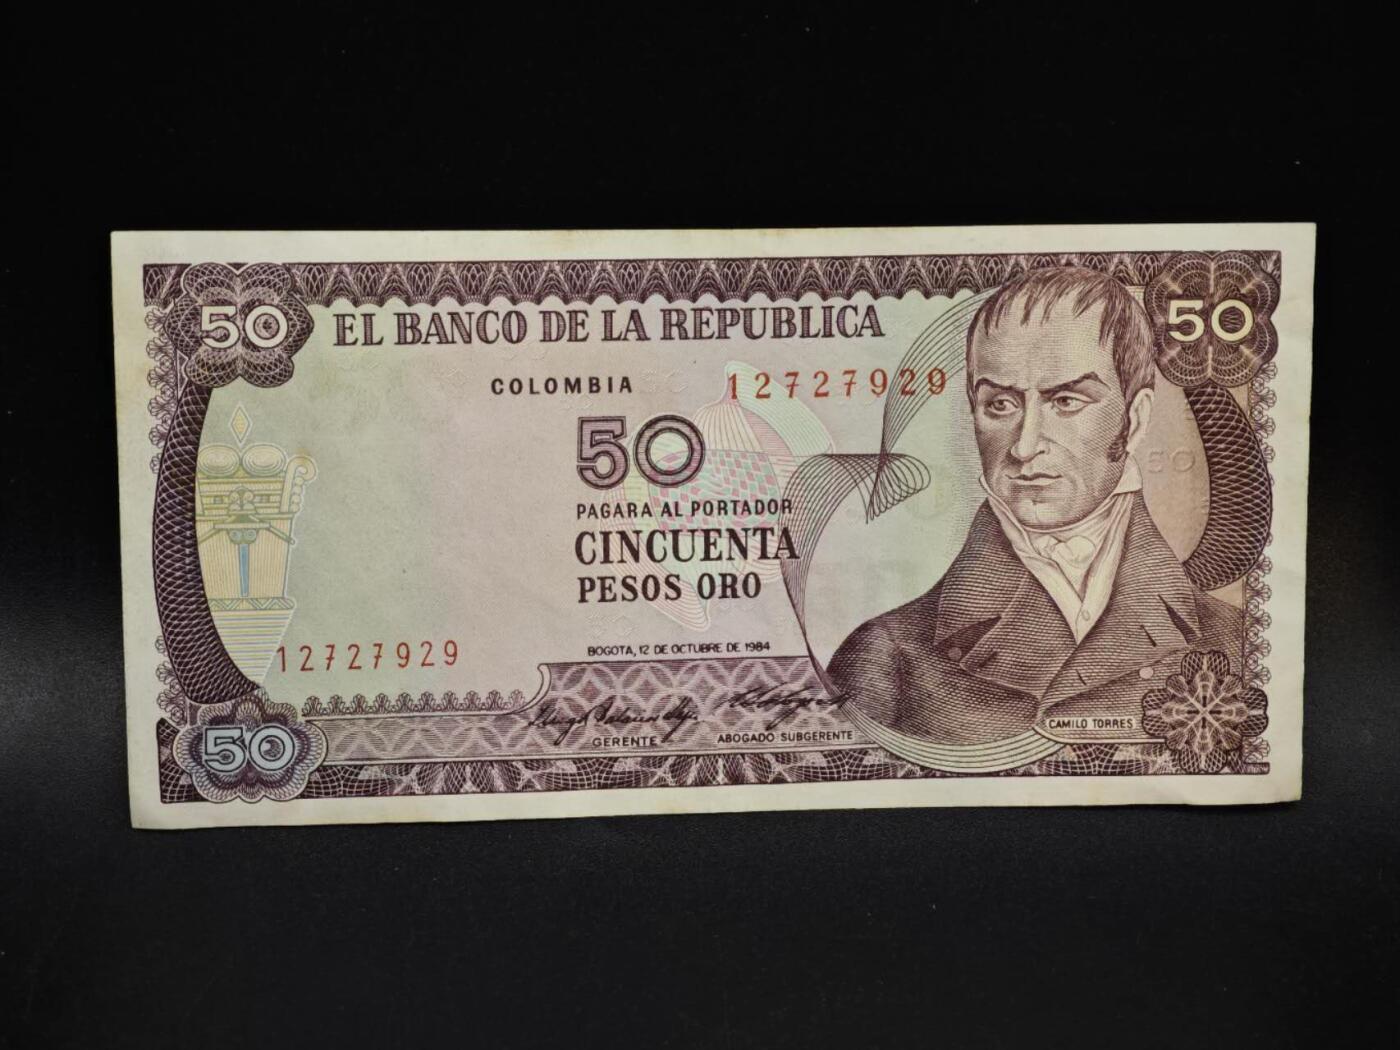 50
EL BANCO DE LA REPUBLICA
50
COLOMBIA
12727929
50
50
PAGARA AL PORTADOR
CINCUENTA
PESOS ORO
BOGOTA, 12 DE OCTUBRE DE 1984
12727929
50
GERENTE
ABOGADO SUBGERENTE
CAMILO TORRES